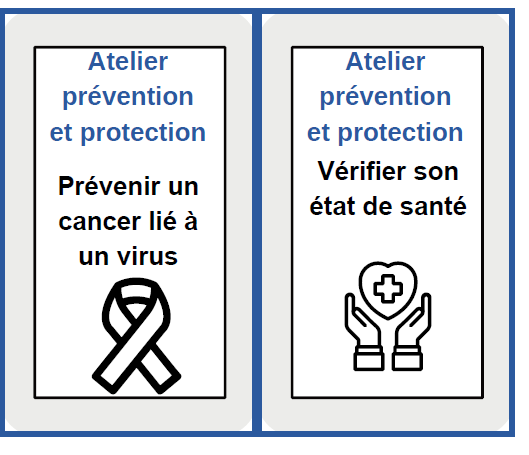 Atelier
prévention
et protection
Prévenir un
cancer lié à
un virus
Atelier
prévention
et protection
Vérifier son
état de santé